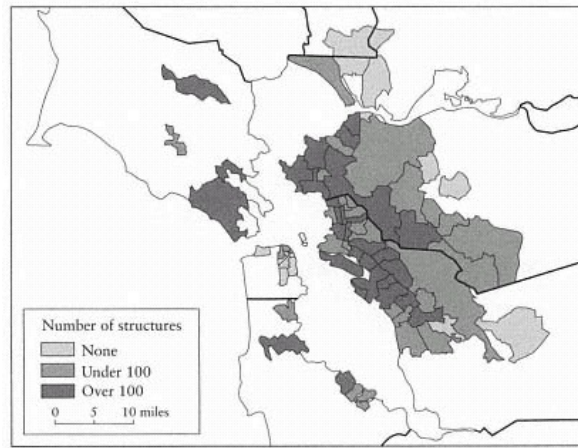 Number of structures
None
Under 100
Over 100
0 5 10 miles